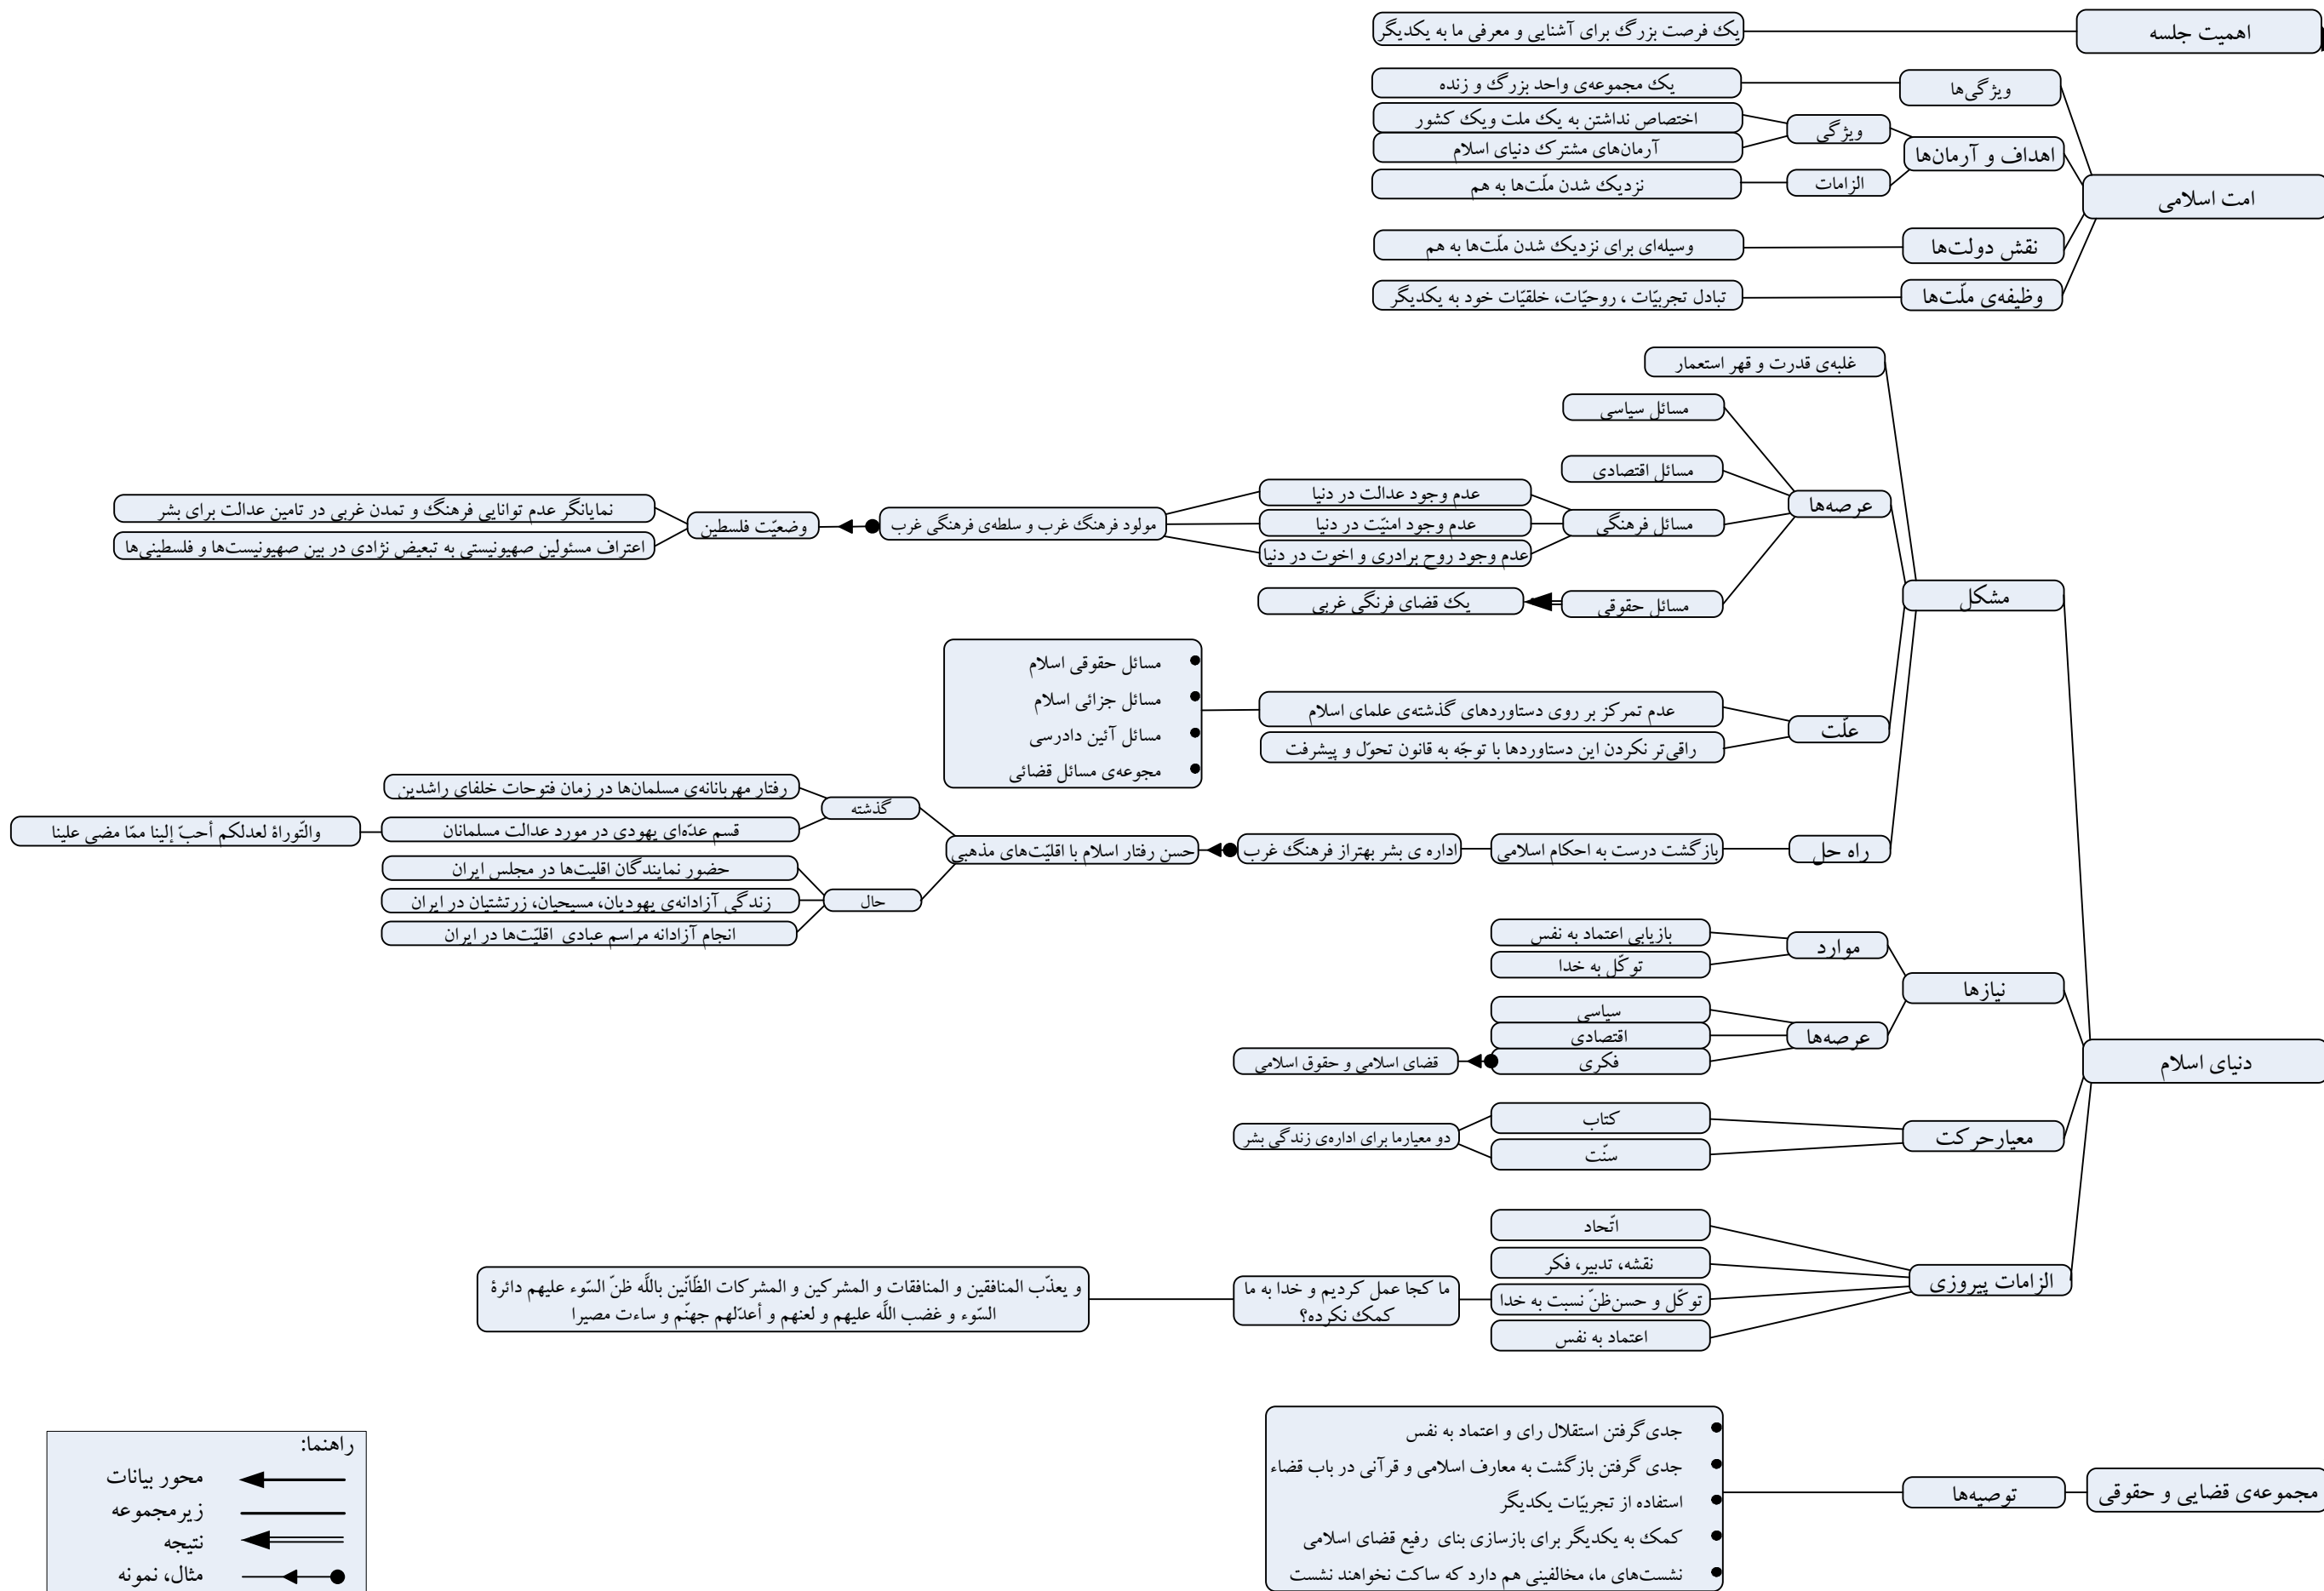 اهمیت جلسه
یک فرصت بزرگ برای آشنایی و معرفی ما به یکدیگر
امت اسلامی
ویژگی‌ها
یک مجموعه‌ی واحد بزرگ و زنده
اهداف و آرمان‌ها
ویژگی
اختصاص نداشتن به یک ملت ویک کشور
آرمان‌های مشترک دنیای اسلام
الزامات
نزدیک شدن ملّت‌ها به هم
نقش دولت‌ها
وسیله‌ای برای نزدیک شدن ملّت‌ها به هم
وظیفه‌ی ملّت‌ها
تبادل تجربیّات ، روحیّات، خلقیّات خود به یکدیگر
دنیای اسلام
مشکل
غلبه‌ی قدرت و قهر استعمار
عرصه‌ها
مسائل سیاسی
مسائل اقتصادی
مسائل فرهنگی
عدم وجود عدالت در دنیا
عدم وجود امنیّت در دنیا
عدم وجود روح برادری و اخوت در دنیا
مولود فرهنگ غرب و سلطه‌ی فرهنگی غرب
وضعیّت فلسطین
نمایانگر عدم توانایی فرهنگ و تمدن غربی در تامین عدالت برای بشر
اعتراف مسئولین صهیونیستی به تبعیض نژادی در بین صهیونیست‌ها و فلسطینی‌ها
مسائل حقوقی
یک قضای فرنگی غربی
علّت
عدم تمرکز بر روی دستاوردهای گذشته‌ی علمای اسلام
مسائل حقوقی اسلام
مسائل جزائی اسلام
مسائل آئین دادرسی
مجوعه‌ی مسائل قضائی
راقی‌تر نکردن این دستاوردها با توجّه به قانون تحوّل و پیشرفت
راه حل
بازگشت درست به احکام اسلامی
اداره ی بشر بهتراز فرهنگ غرب
حسن رفتار اسلام با اقلیّت‌های مذهبی
گذشته
رفتار مهربانانه‌ی مسلمان‌ها در زمان فتوحات خلفای راشدین
قسم عدّه‌ای یهودی در مورد عدالت مسلمانان
والتّوراة لعدلکم أحبّ إلینا ممّا مضی علینا
حال
حضور نمایندگان اقلیت‌ها در مجلس ایران
زندگی آزادانه‌ی یهودیان، مسیحیان، زرتشتیان در ایران
انجام آزادانه مراسم عبادی اقلیّت‌ها در ایران
نیازها
موارد
بازیابی اعتماد به نفس
توکّل به خدا
عرصه‌ها
سیاسی
اقتصادی
فکری
قضای اسلامی و حقوق اسلامی
معیارحرکت
کتاب
سنّت
دو معیارما برای اداره‌ی زندگی بشر
الزامات پیروزی
اتّحاد
نقشه، تدبیر، فکر
توکّل و حسن‌ظنّ نسبت به خدا
ما کجا عمل کردیم و خدا به ما
کمک نکرده؟
و یعذّب المنافقین و المنافقات و المشرکین و المشرکات الظّانّین باللَّه ظنّ السّوء علیهم دائرة
السّوء و غضب اللَّه علیهم و لعنهم و أعدّلهم جهنّم و ساءت مصیرا
اعتماد به نفس
مجموعه‌ی قضایی و حقوقی
توصیه‌ها
جدی‌گرفتن استقلال رای و اعتماد به نفس
جدی گرفتن بازگشت به معارف اسلامی و قرآنی در باب قضاء
استفاده از تجربیّات یکدیگر
کمک به یکدیگر برای بازسازی بنای رفیع قضای اسلامی
نشست‌های ما، مخالفینی هم دارد که ساکت نخواهند نشست
راهنما:
محور بیانات
زیرمجموعه
نتیجه
مثال، نمونه